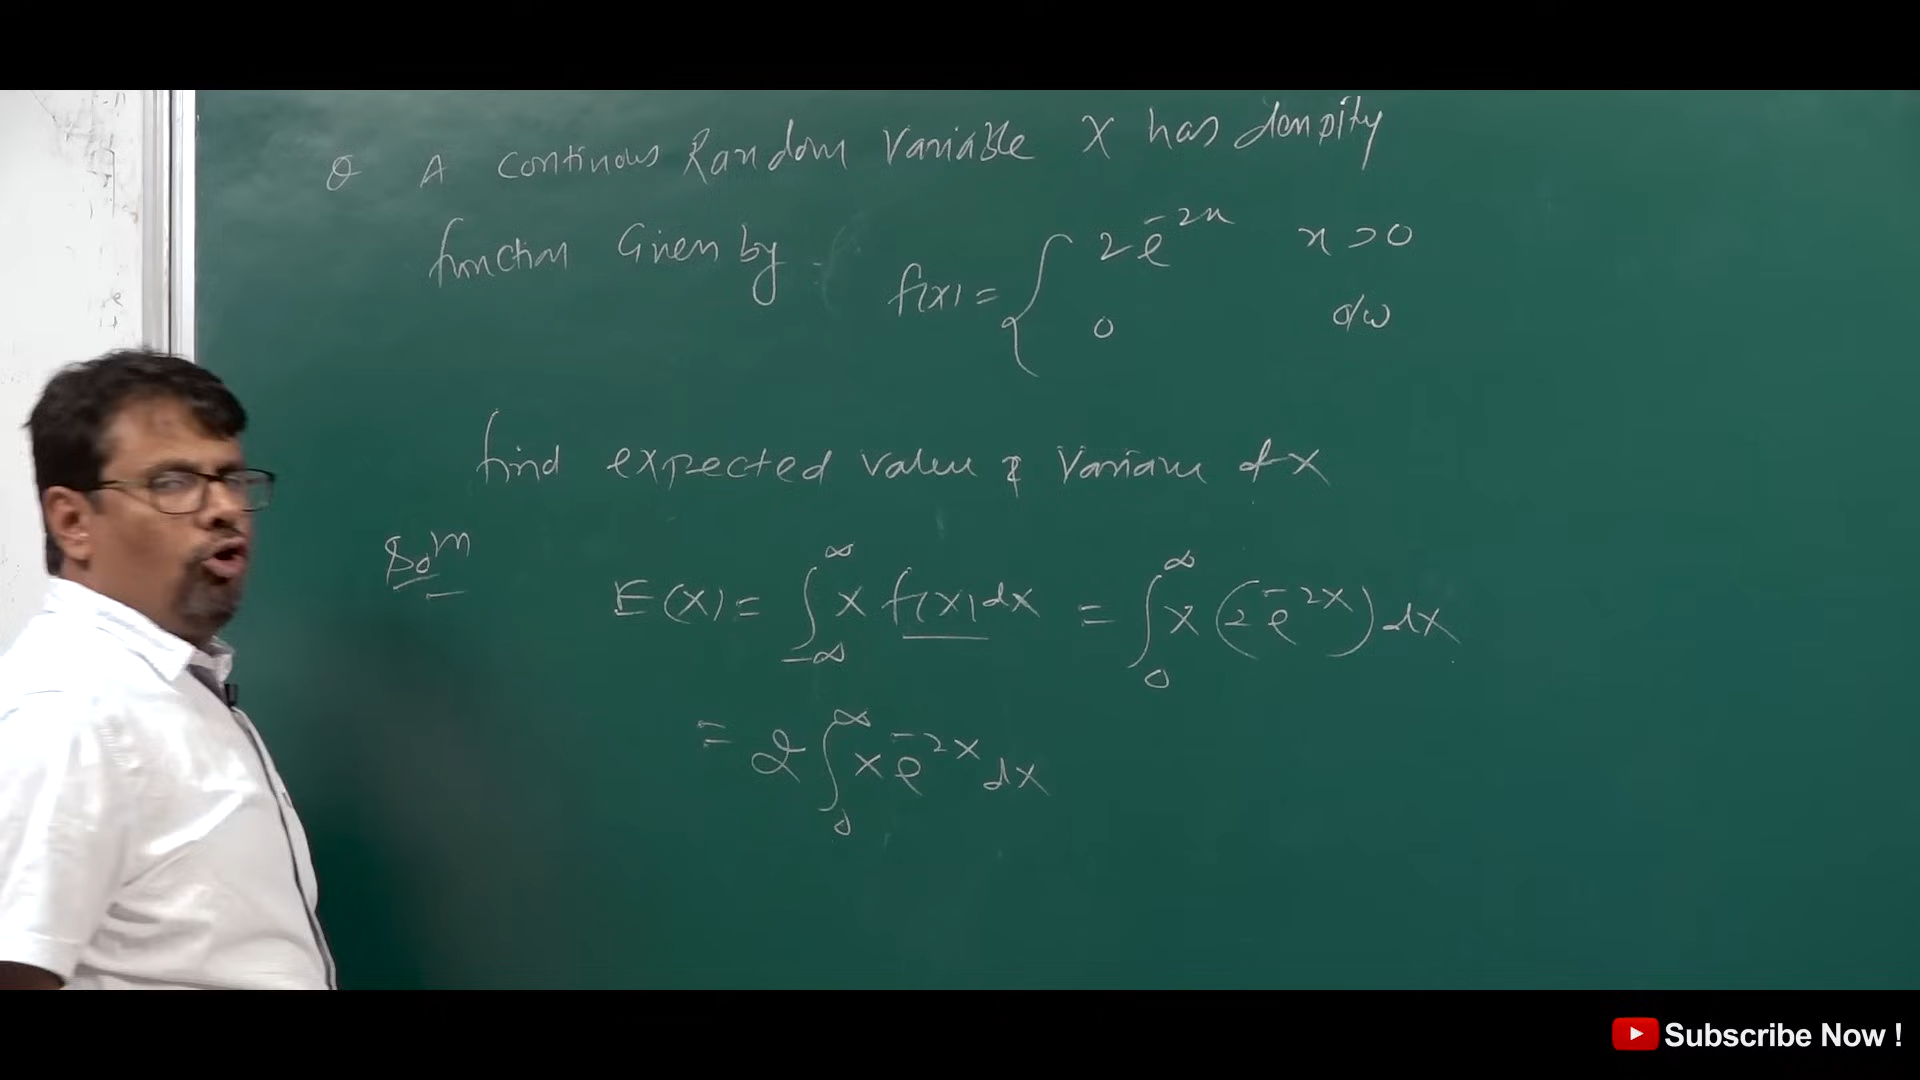 Q A continous Random Variable X has density
function Given by : f(x) = { 2e^-2x x>0
0 o/w
find expected value & Variance of X
Solⁿ
E(X) = ∫_-∞^∞ x f(x) dx = ∫_0^∞ x (2e^-2x) dx
= 2 ∫_0^∞ x e^-2x dx
Subscribe Now !